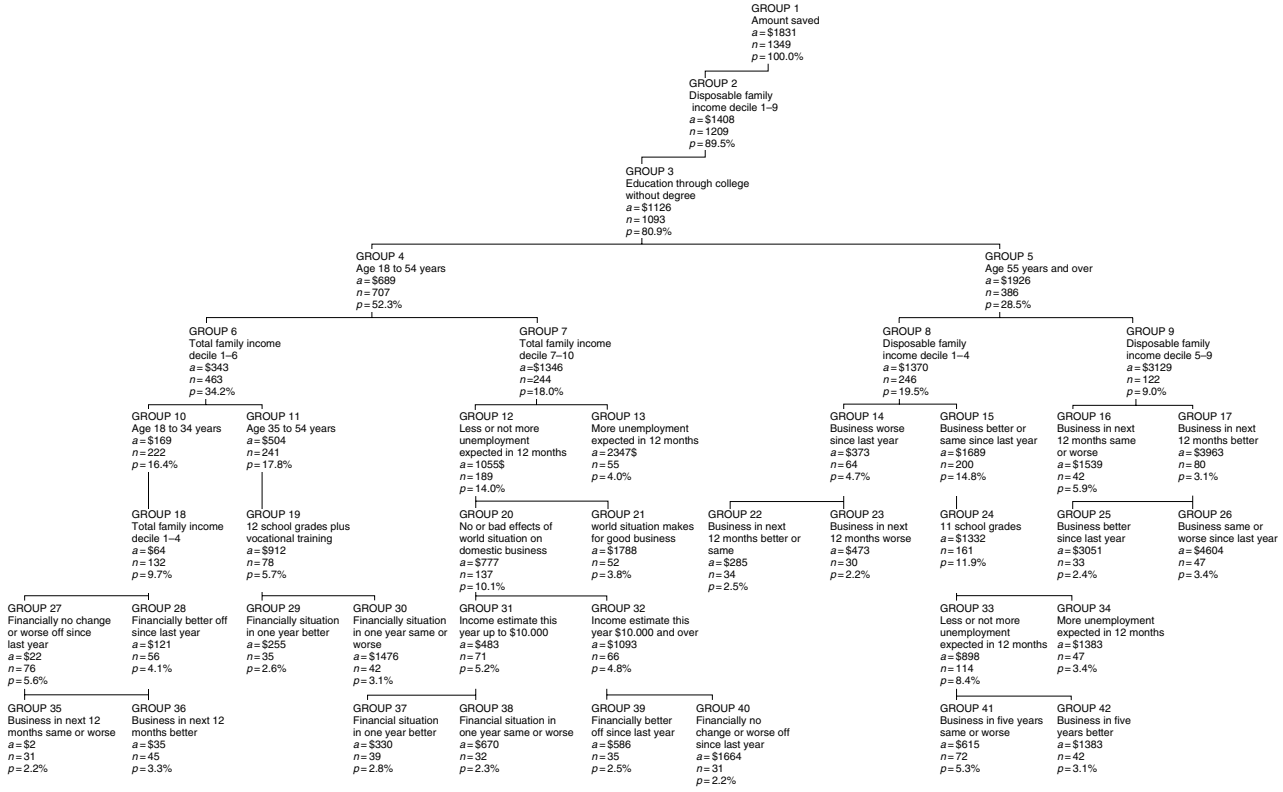 GROUP 1
Amount saved
a=$1831
n=1349
p=100.0%
GROUP 2
Disposable family
income decile 1–9
a=$1408
n=1209
p=89.5%
GROUP 3
Education through college
without degree
a=$1126
n=1093
p=80.9%
GROUP 4
Age 18 to 54 years
a=$689
n=707
p=52.3%
GROUP 5
Age 55 years and over
a=$1926
n=386
p=28.5%
GROUP 6
Total family income
decile 1–6
a=$343
n=463
p=34.2%
GROUP 7
Total family income
decile 7–10
a=$1346
n=244
p=18.0%
GROUP 8
Disposable family
income decile 1–4
a=$1370
n=246
p=19.5%
GROUP 9
Disposable family
income decile 5–9
a=$3129
n=122
p=9.0%
GROUP 10
Age 18 to 34 years
a=$169
n=222
p=16.4%
GROUP 11
Age 35 to 54 years
a=$504
n=241
p=17.8%
GROUP 12
Less or not more
unemployment
expected in 12 months
a=1055$
n=189
p=14.0%
GROUP 13
More unemployment
expected in 12 months
a=2347$
n=55
p=4.0%
GROUP 14
Business worse
since last year
a=$373
n=64
p=4.7%
GROUP 15
Business better or
same since last year
a=$1689
n=200
p=14.8%
GROUP 16
Business in next
12 months same
or worse
a=$1539
n=42
p=5.9%
GROUP 17
Business in next
12 months better
a=$3963
n=80
p=3.1%
GROUP 18
Total family income
decile 1–4
a=$64
n=132
p=9.7%
GROUP 19
12 school grades plus
vocational training
a=$912
n=78
p=5.7%
GROUP 20
No or bad effects of
world situation on
domestic business
a=$777
n=137
p=10.1%
GROUP 21
world situation makes
for good business
a=$1788
n=52
p=3.8%
GROUP 22
Business in next
12 months better or
same
a=$285
n=34
p=2.5%
GROUP 23
Business in next
12 months worse
a=$473
n=30
p=2.2%
GROUP 24
11 school grades
a=$1332
n=161
p=11.9%
GROUP 25
Business better
since last year
a=$3051
n=33
p=2.4%
GROUP 26
Business same or
worse since last year
a=$4604
n=47
p=3.4%
GROUP 27
Financially no change
or worse off since
last year
a=$22
n=76
p=5.6%
GROUP 28
Financially better off
since last year
a=$121
n=56
p=4.1%
GROUP 29
Financially situation
in one year better
a=$255
n=35
p=2.6%
GROUP 30
Financially situation
in one year same or
worse
a=$1476
n=42
p=3.1%
GROUP 31
Income estimate this
year up to $10.000
a=$483
n=71
p=5.2%
GROUP 32
Income estimate this
year $10.000 and over
a=$1093
n=66
p=4.8%
GROUP 33
Less or not more
unemployment
expected in 12 months
a=$898
n=114
p=8.4%
GROUP 34
More unemployment
expected in 12 months
a=$1383
n=47
p=3.4%
GROUP 35
Business in next 12
months same or worse
a=$2
n=31
p=2.2%
GROUP 36
Business in next 12
months better
a=$35
n=45
p=3.3%
GROUP 37
Financial situation
in one year better
a=$330
n=39
p=2.8%
GROUP 38
Financial situation in
one year same or worse
a=$670
n=32
p=2.3%
GROUP 39
Financially better
off since last year
a=$586
n=35
p=2.5%
GROUP 40
Financially no
change or worse off
since last year
a=$1664
n=31
p=2.2%
GROUP 41
Business in five years
same or worse
a=$615
n=72
p=5.3%
GROUP 42
Business in five
years better
a=$1383
n=42
p=3.1%